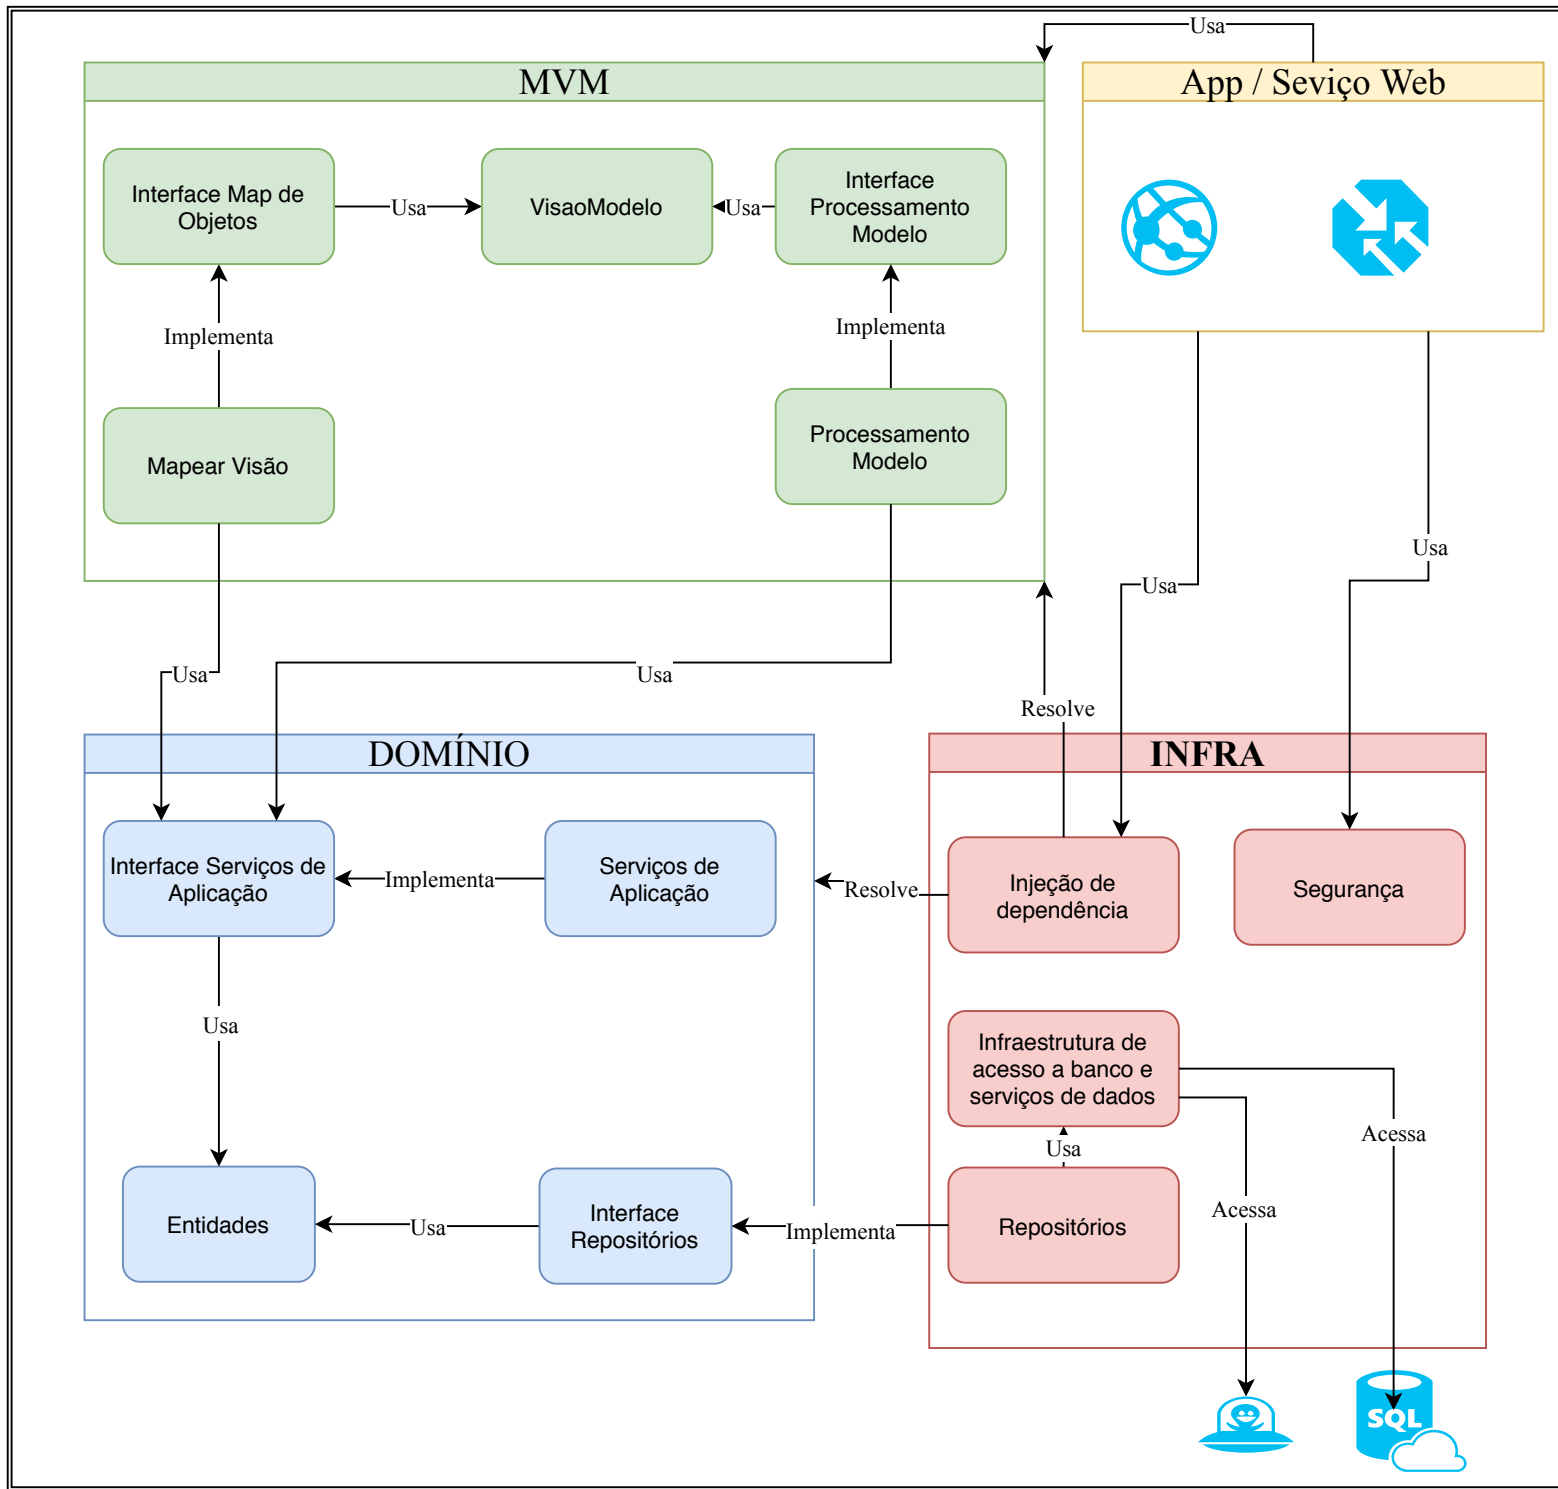 Usa
MVM
App / Seviço Web
Interface Map de
Objetos
Usa
VisaoModelo
Usa
Interface
Processamento
Modelo
Implementa
Implementa
Mapear Visão
Processamento
Modelo
Usa
Usa
Usa
Usa
Resolve
DOMÍNIO
INFRA
Interface Serviços de
Aplicação
Implementa
Serviços de
Aplicação
Resolve
Injeção de
dependência
Segurança
Usa
Infraestrutura de
acesso a banco e
serviços de dados
Acessa
Usa
Entidades
Usa
Interface
Repositórios
Implementa
Repositórios
Acessa
SQL